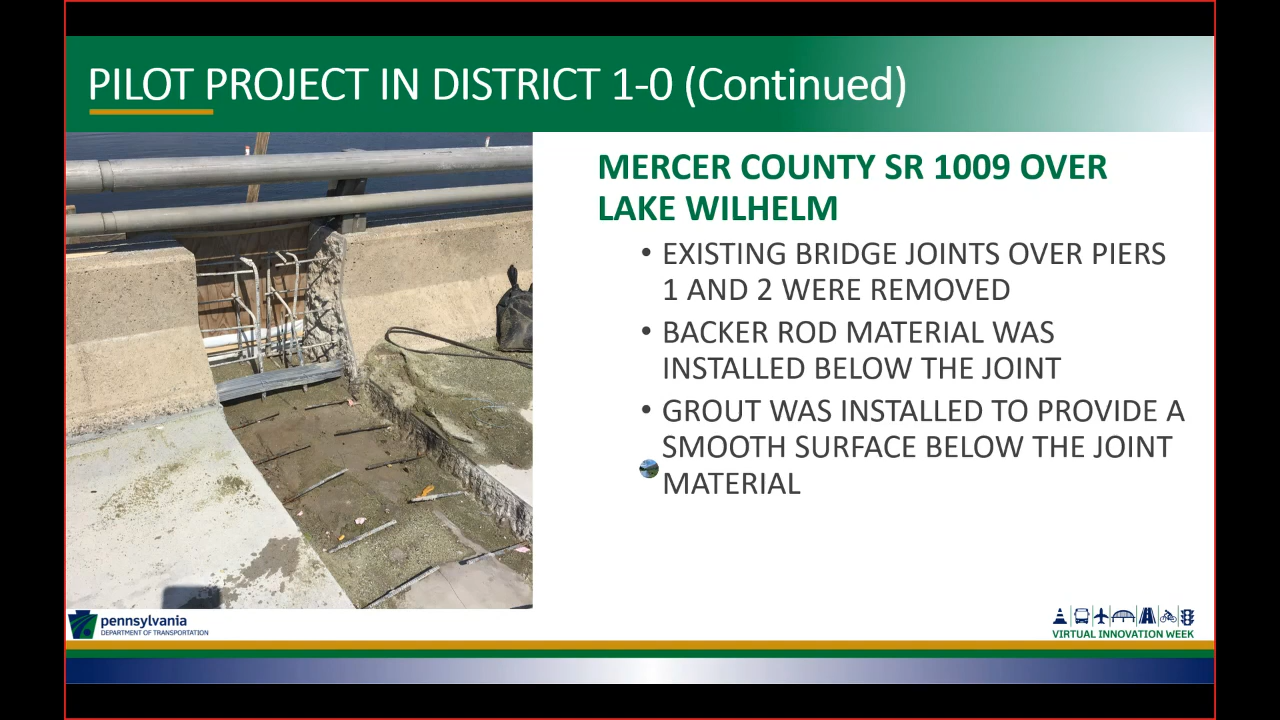 PILOT PROJECT IN DISTRICT 1-0 (Continued)
MERCER COUNTY SR 1009 OVER
LAKE WILHELM
• EXISTING BRIDGE JOINTS OVER PIERS
1 AND 2 WERE REMOVED
• BACKER ROD MATERIAL WAS
INSTALLED BELOW THE JOINT
• GROUT WAS INSTALLED TO PROVIDE A
SMOOTH SURFACE BELOW THE JOINT
MATERIAL
pennsylvania
DEPARTMENT OF TRANSPORTATION
VIRTUAL INNOVATION WEEK